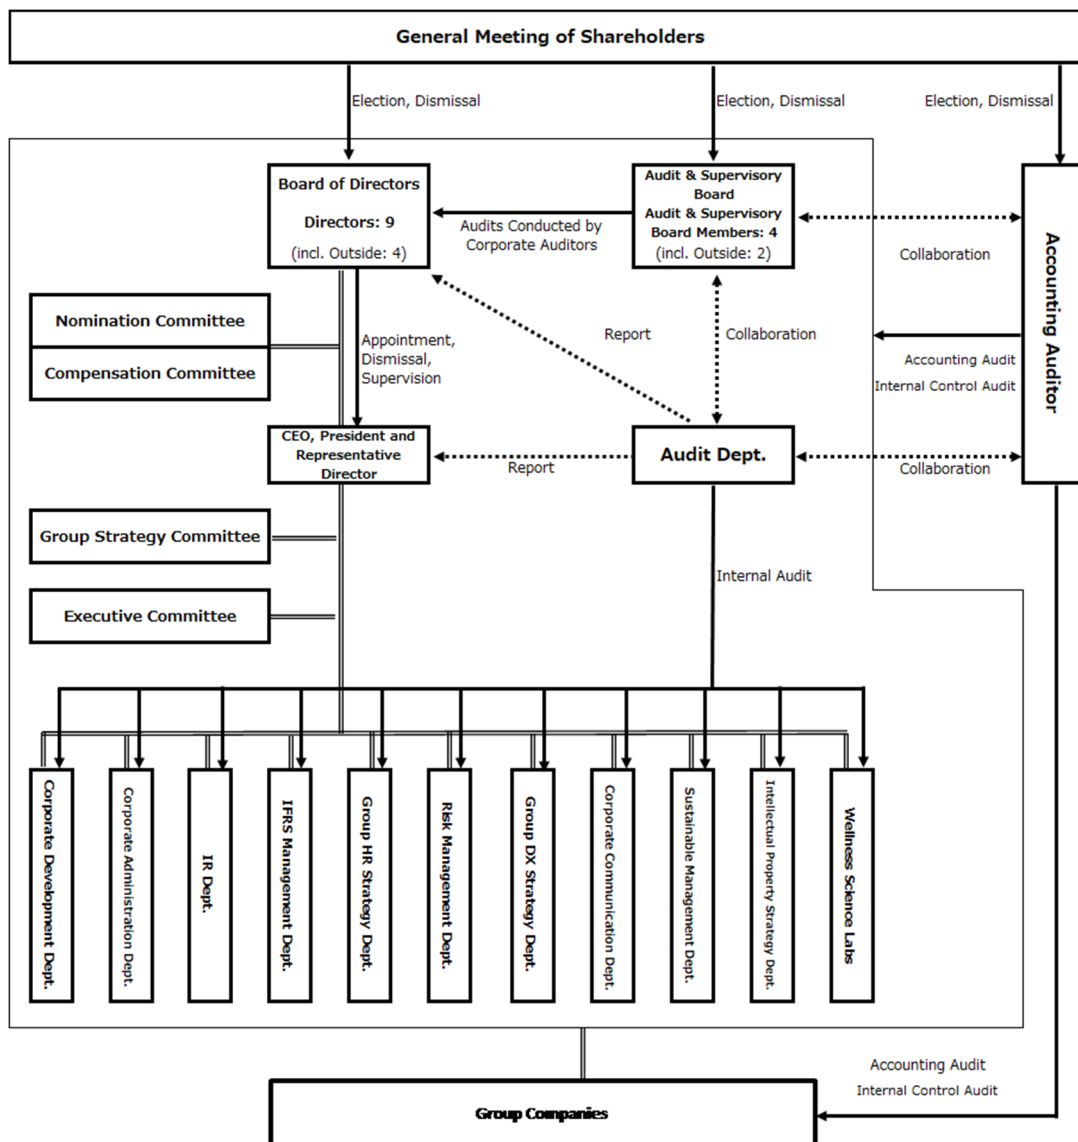 General Meeting of Shareholders
Election, Dismissal
Election, Dismissal
Election, Dismissal
Board of Directors
Directors: 9
(incl. Outside: 4)
Audits Conducted by
Corporate Auditors
Audit & Supervisory
Board
Audit & Supervisory
Board Members: 4
(incl. Outside: 2)
Collaboration
Accounting Auditor
Nomination Committee
Compensation Committee
Appointment,
Dismissal,
Supervision
Report
Collaboration
Accounting Audit
Internal Control Audit
CEO, President and
Representative
Director
Report
Audit Dept.
Collaboration
Group Strategy Committee
Internal Audit
Executive Committee
Corporate Development Dept.
Corporate Administration Dept.
IR Dept.
IFRS Management Dept.
Group HR Strategy Dept.
Risk Management Dept.
Group DX Strategy Dept.
Corporate Communication Dept.
Sustainable Management Dept.
Intellectual Property Strategy Dept.
Wellness Science Labs
Accounting Audit
Internal Control Audit
Group Companies